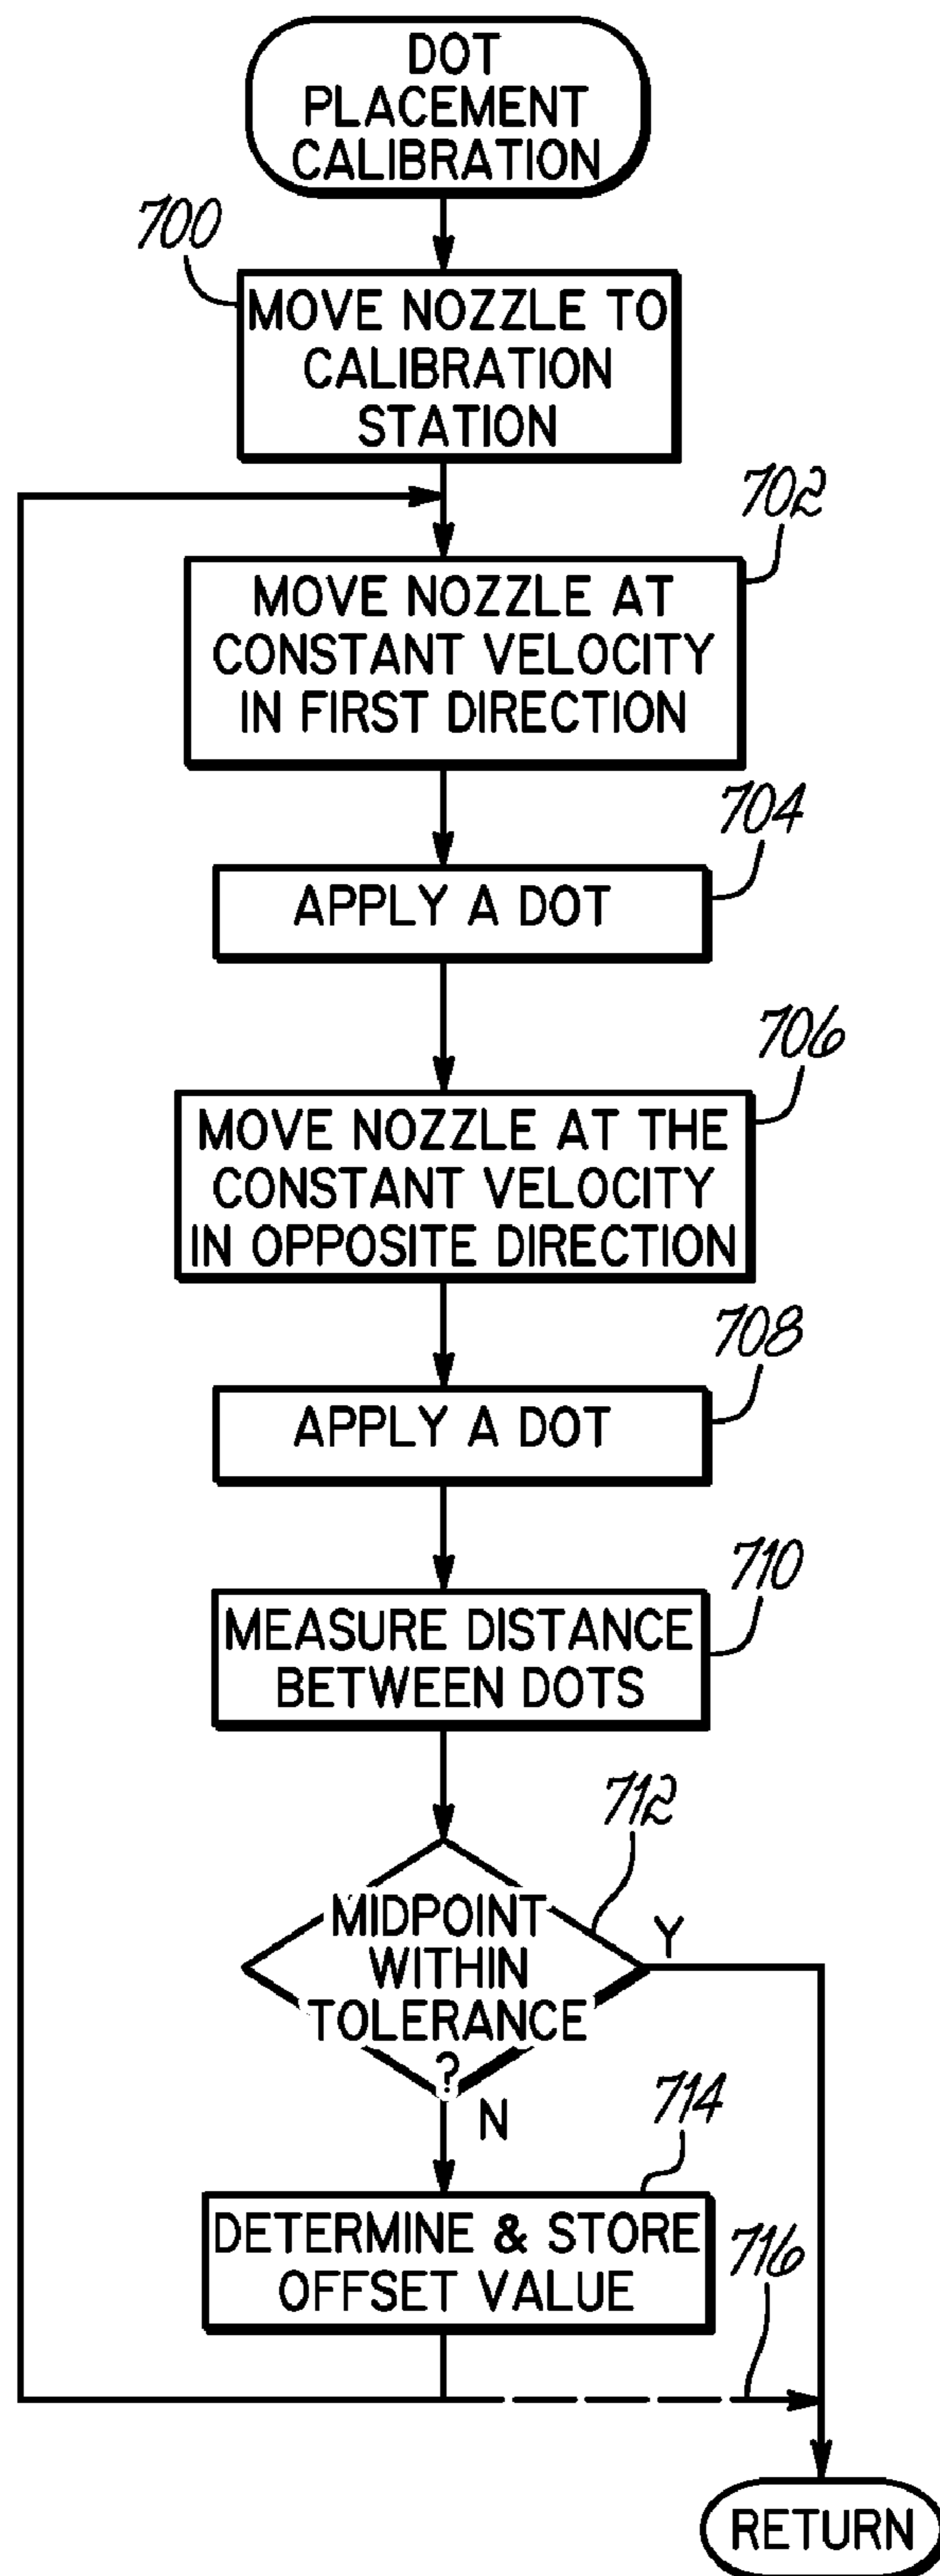 DOT
PLACEMENT
CALIBRATION
700
MOVE NOZZLE TO
CALIBRATION
STATION
702
MOVE NOZZLE AT
CONSTANT VELOCITY
IN FIRST DIRECTION
704
APPLY A DOT
706
MOVE NOZZLE AT THE
CONSTANT VELOCITY
IN OPPOSITE DIRECTION
708
APPLY A DOT
710
MEASURE DISTANCE
BETWEEN DOTS
712
MIDPOINT
WITHIN
TOLERANCE
?
Y
N
714
DETERMINE & STORE
OFFSET VALUE
716
RETURN